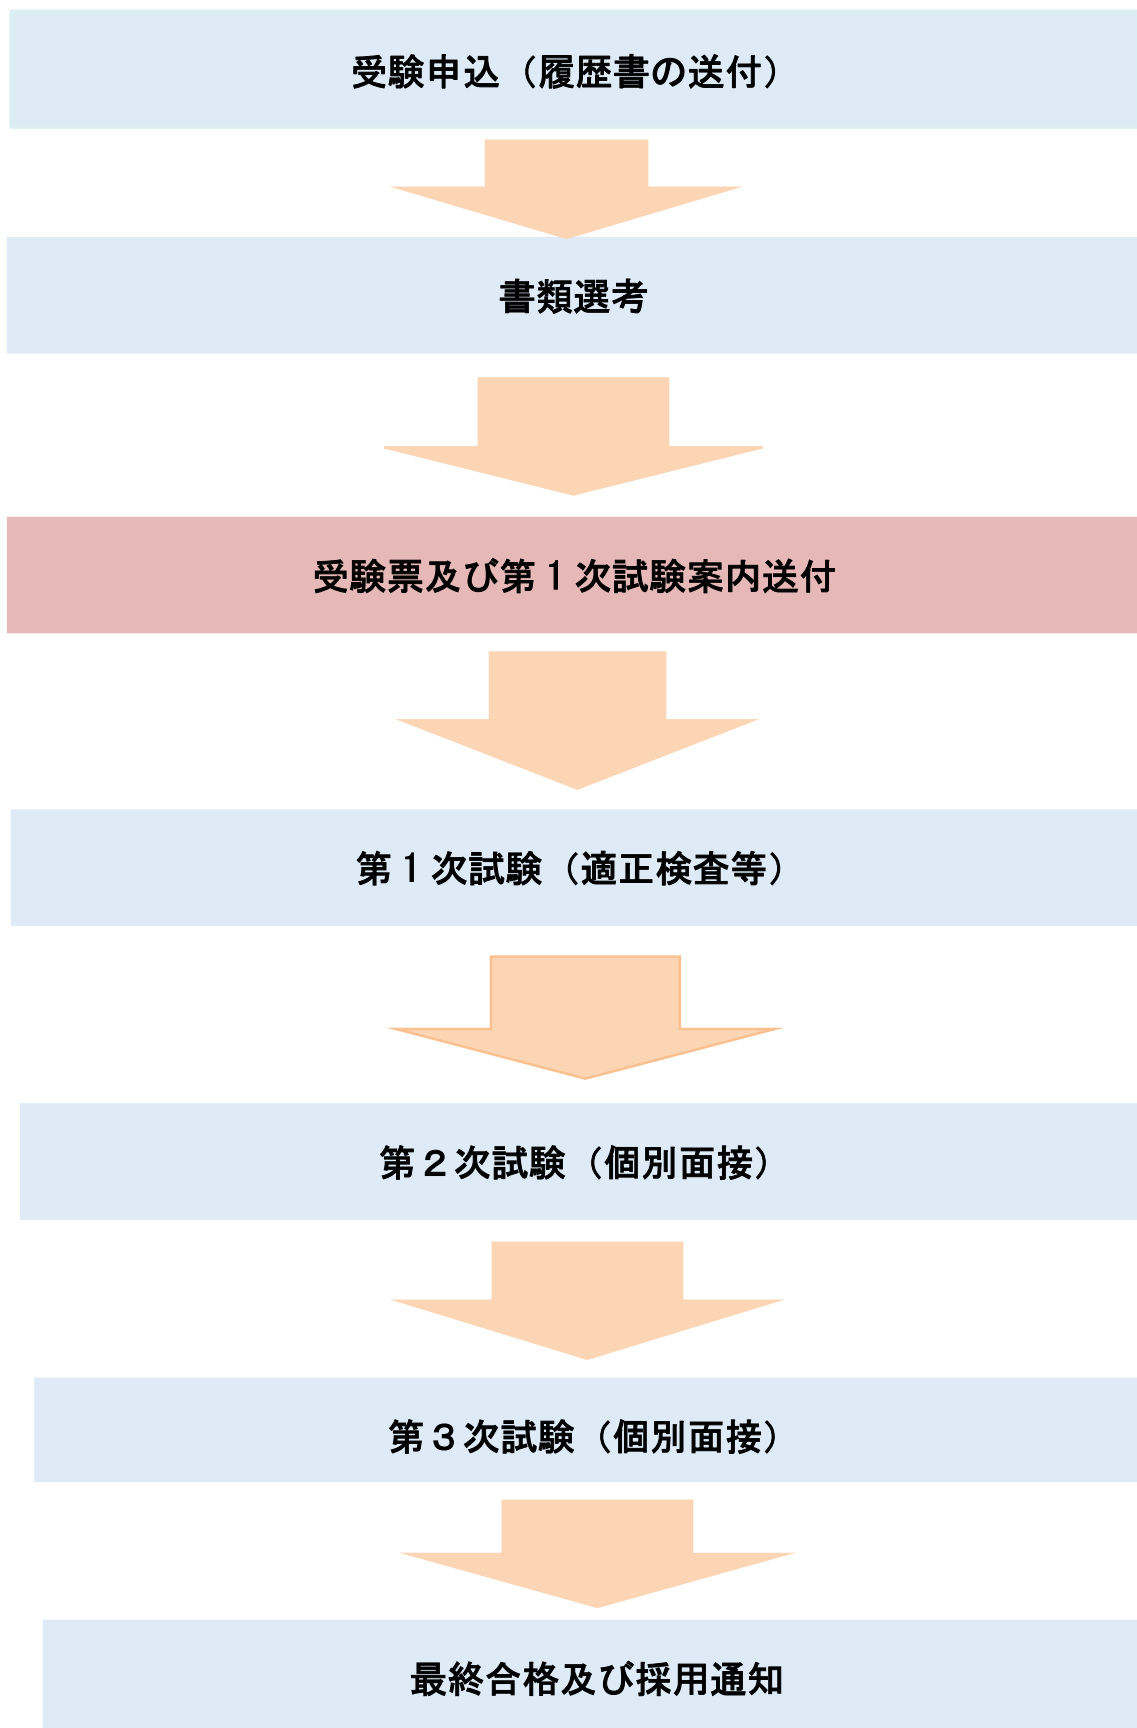 受験申込（履歴書の送付）
書類選考
受験票及び第１次試験案内送付
第１次試験（適正検査等）
第２次試験（個別面接）
第３次試験（個別面接）
最終合格及び採用通知